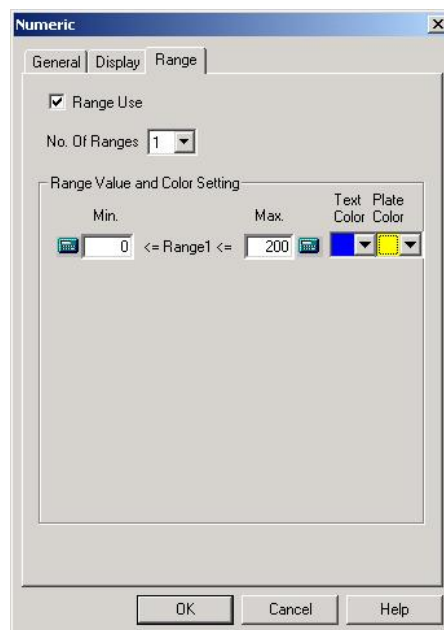 Numeric
General Display Range
Range Use
No. Of Ranges 1
Range Value and Color Setting
Min. Max. Text Color Plate Color
0 <= Range1 <= 200
OK Cancel Help